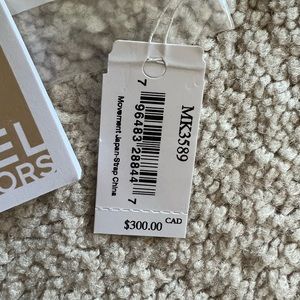 EL
ORS
MK3589
7 96483 28844 7
Movement Japan-Strap China
$300.00 CAD